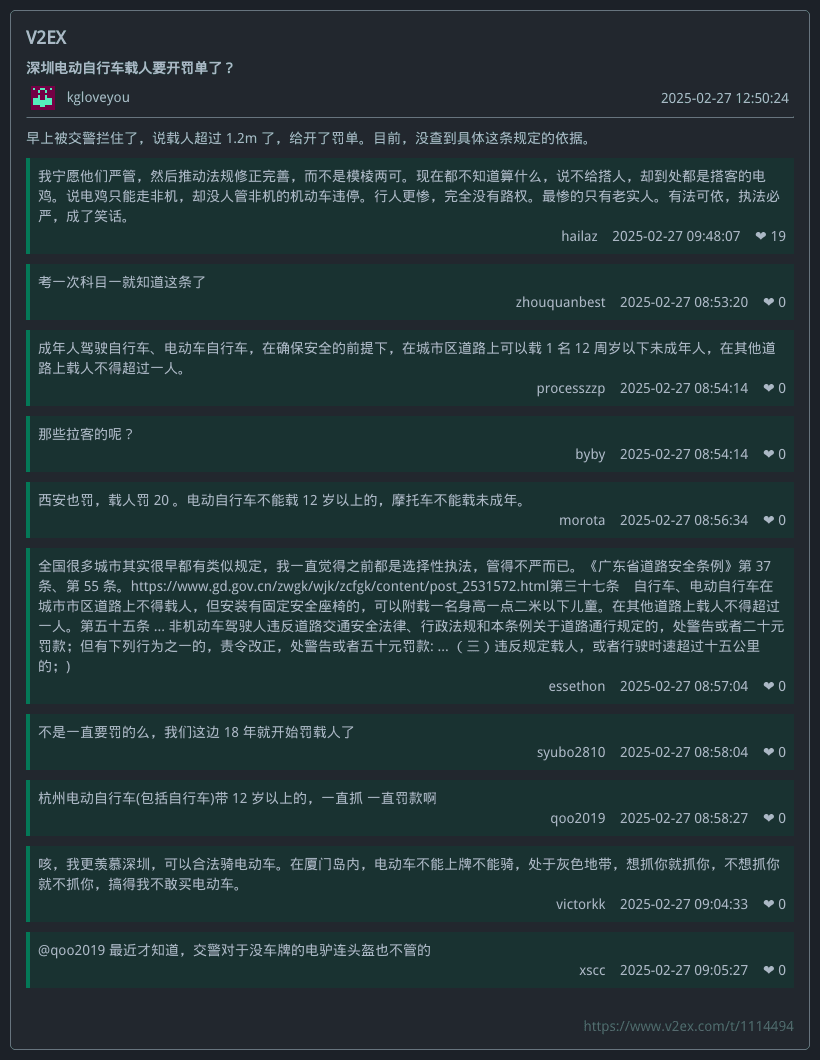 V2EX
深圳电动自行车载人要开罚单了？
kgloveyou
2025-02-27 12:50:24
早上被交警拦住了，说载人超过 1.2m 了，给开了罚单。目前，没查到具体这条规定的依据。
我宁愿他们严管，然后推动法规修正完善，而不是模棱两可。现在都不知道算什么，说不给搭人，却到处都是搭客的电
鸡。说电鸡只能走非机，却没人管非机的机动车违停。行人更惨，完全没有路权。最惨的只有老实人。有法可依，执法必
严，成了笑话。
hailaz 2025-02-27 09:48:07 ❤ 19
考一次科目一就知道这条了
zhouquanbest 2025-02-27 08:53:20 ❤ 0
成年人驾驶自行车、电动车自行车，在确保安全的前提下，在城市区道路上可以载 1 名 12 周岁以下未成年人，在其他道
路上载人不得超过一人。
processzzp 2025-02-27 08:54:14 ❤ 0
那些拉客的呢？
byby 2025-02-27 08:54:14 ❤ 0
西安也罚，载人罚 20 。电动自行车不能载 12 岁以上的，摩托车不能载未成年。
morota 2025-02-27 08:56:34 ❤ 0
全国很多城市其实很早都有类似规定，我一直觉得之前都是选择性执法，管得不严而已。《广东省道路安全条例》第 37
条、第 55 条。https://www.gd.gov.cn/zwgk/wjk/zcfgk/content/post_2531572.html第三十七条　自行车、电动自行车在
城市市区道路上不得载人，但安装有固定安全座椅的，可以附载一名身高一点二米以下儿童。在其他道路上载人不得超过
一人。第五十五条 ... 非机动车驾驶人违反道路交通安全法律、行政法规和本条例关于道路通行规定的，处警告或者二十元
罚款；但有下列行为之一的，责令改正，处警告或者五十元罚款: ... （ 三 ）违反规定载人，或者行驶时速超过十五公里
的；)
essethon 2025-02-27 08:57:04 ❤ 0
不是一直要罚的么，我们这边 18 年就开始罚载人了
syubo2810 2025-02-27 08:58:04 ❤ 0
杭州电动自行车(包括自行车)带 12 岁以上的，一直抓 一直罚款啊
qoo2019 2025-02-27 08:58:27 ❤ 0
咳，我更羡慕深圳，可以合法骑电动车。在厦门岛内，电动车不能上牌不能骑，处于灰色地带，想抓你就抓你，不想抓你
就不抓你，搞得我不敢买电动车。
victorkk 2025-02-27 09:04:33 ❤ 0
@qoo2019 最近才知道，交警对于没车牌的电驴连头盔也不管的
xscc 2025-02-27 09:05:27 ❤ 0
https://www.v2ex.com/t/1114494